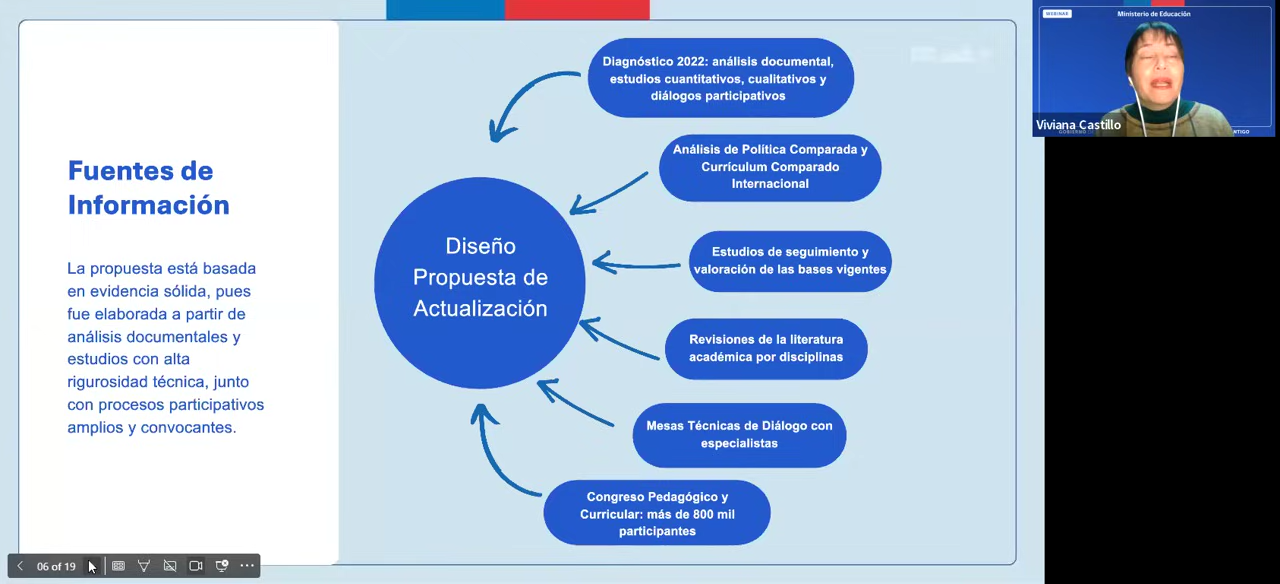 Fuentes de
Información
La propuesta está basada
en evidencia sólida, pues
fue elaborada a partir de
análisis documentales y
estudios con alta
rigurosidad técnica, junto
con procesos participativos
amplios y convocantes.
Diseño
Propuesta de
Actualización
Diagnóstico 2022: análisis documental,
estudios cuantitativos, cualitativos y
diálogos participativos
Análisis de Política Comparada y
Currículum Comparado
Internacional
Estudios de seguimiento y
valoración de las bases vigentes
Revisiones de la literatura
académica por disciplinas
Mesas Técnicas de Diálogo con
especialistas
Congreso Pedagógico y
Curricular: más de 800 mil
participantes
06 of 19
WEBINAR
Ministerio de Educación
Viviana Castillo